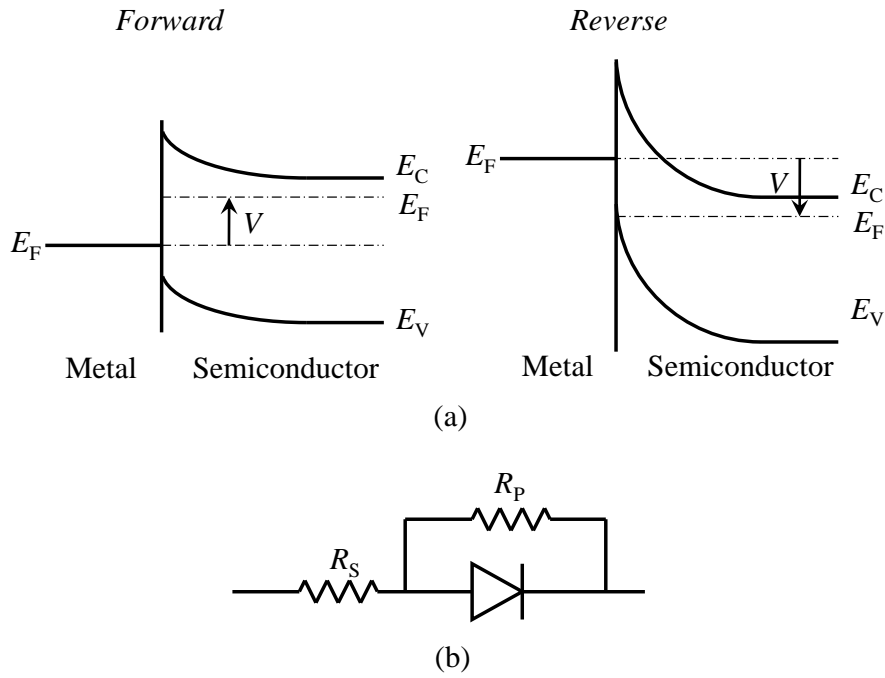 Forward
E_C
E_F
V
E_F
E_V
Metal Semiconductor
Reverse
E_F
V
E_C
E_F
E_V
Metal Semiconductor
(a)
R_P
R_S
(b)